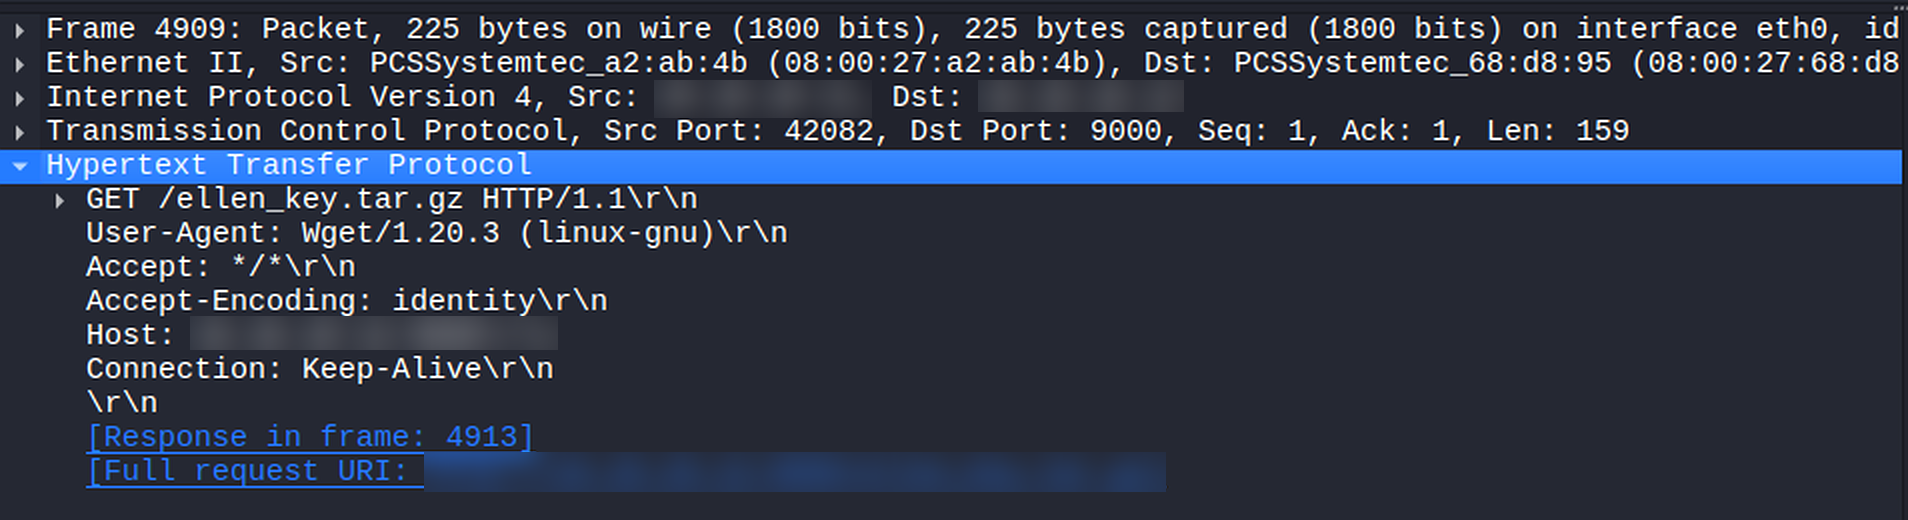 Frame 4909: Packet, 225 bytes on wire (1800 bits), 225 bytes captured (1800 bits) on interface eth0, id
Ethernet II, Src: PCSSystemtec_a2:ab:4b (08:00:27:a2:ab:4b), Dst: PCSSystemtec_68:d8:95 (08:00:27:68:d8
Internet Protocol Version 4, Src: Dst:
Transmission Control Protocol, Src Port: 42082, Dst Port: 9000, Seq: 1, Ack: 1, Len: 159
Hypertext Transfer Protocol
GET /ellen_key.tar.gz HTTP/1.1\r\n
User-Agent: Wget/1.20.3 (linux-gnu)\r\n
Accept: */*\r\n
Accept-Encoding: identity\r\n
Host:
Connection: Keep-Alive\r\n
\r\n
[Response in frame: 4913]
[Full request URI: